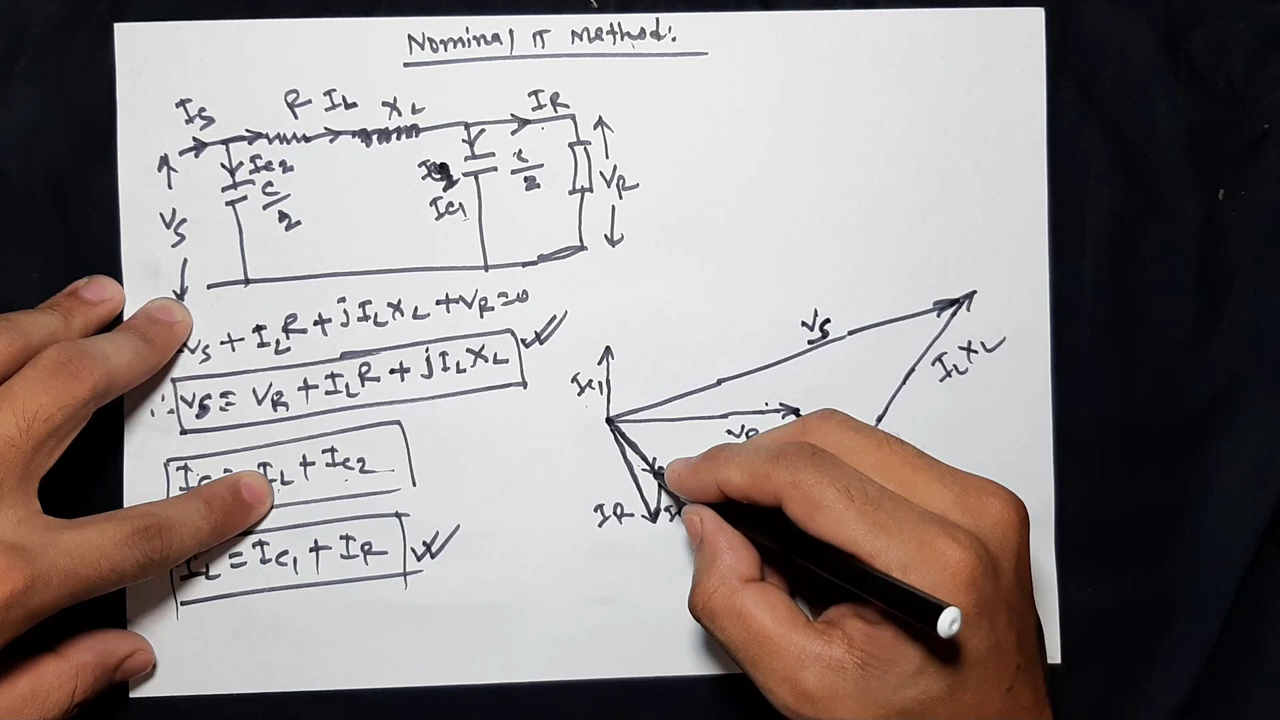 Nominal π Method:
Is R IL XL IR
Ic2 C/2
Ic1 C/2
Vs VR
Vs + ILR + jILXL + VR = 0
∴ Vs = VR + ILR + jILXL
IL + Ic2
IL = Ic1 + IR
Vs
ILXL
Ic1
VR
IR